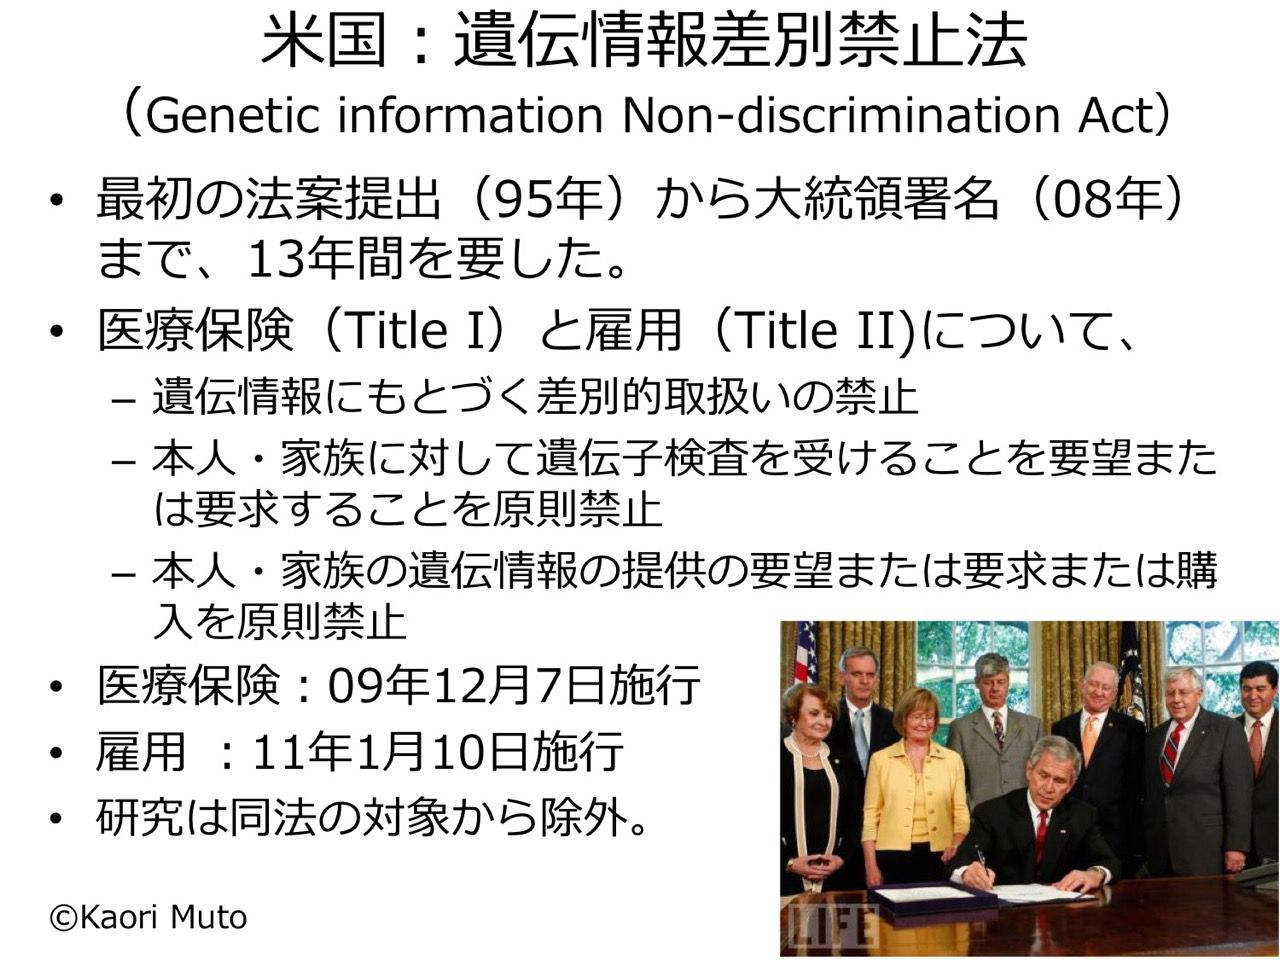 米国：遺伝情報差別禁止法
（Genetic information Non-discrimination Act）
• 最初の法案提出（95年）から大統領署名（08年）
まで、13年間を要した。
• 医療保険（Title I）と雇用（Title II)について、
– 遺伝情報にもとづく差別的取扱いの禁止
– 本人・家族に対して遺伝子検査を受けることを要望また
は要求することを原則禁止
– 本人・家族の遺伝情報の提供の要望または要求または購
入を原則禁止
• 医療保険：09年12月7日施行
• 雇用 ：11年1月10日施行
• 研究は同法の対象から除外。
©Kaori Muto
LIFE